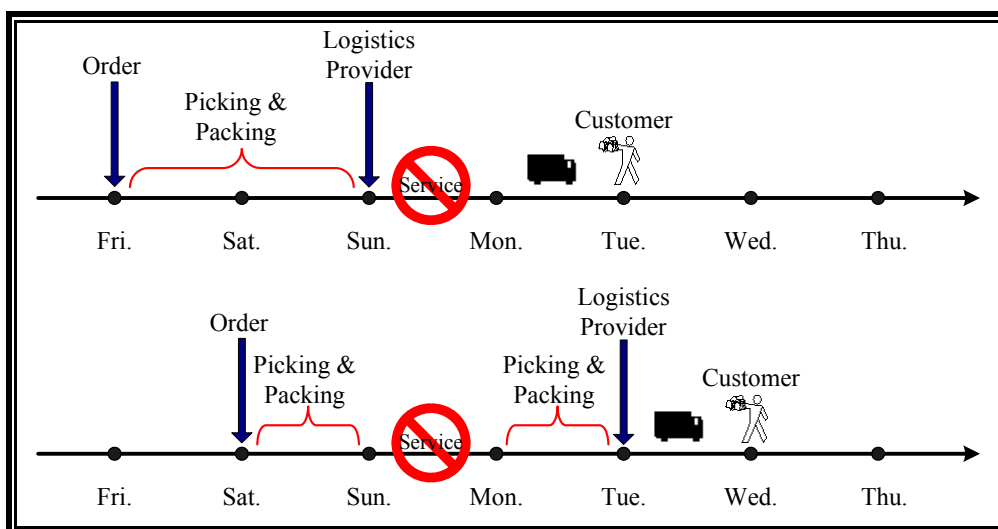 Order
Logistics
Provider
Picking &
Packing
Customer
Service
Fri.
Sat.
Sun.
Mon.
Tue.
Wed.
Thu.
Order
Logistics
Provider
Picking &
Packing
Picking &
Packing
Customer
Service
Fri.
Sat.
Sun.
Mon.
Tue.
Wed.
Thu.